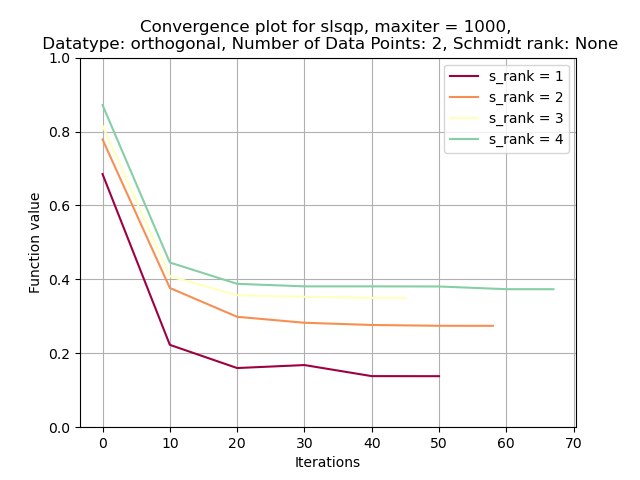 Convergence plot for slsqp, maxiter = 1000,
Datatype: orthogonal, Number of Data Points: 2, Schmidt rank: None
1.0
0.8
0.6
0.4
0.2
0.0
Function value
s_rank = 1
s_rank = 2
s_rank = 3
s_rank = 4
0 10 20 30 40 50 60 70
Iterations